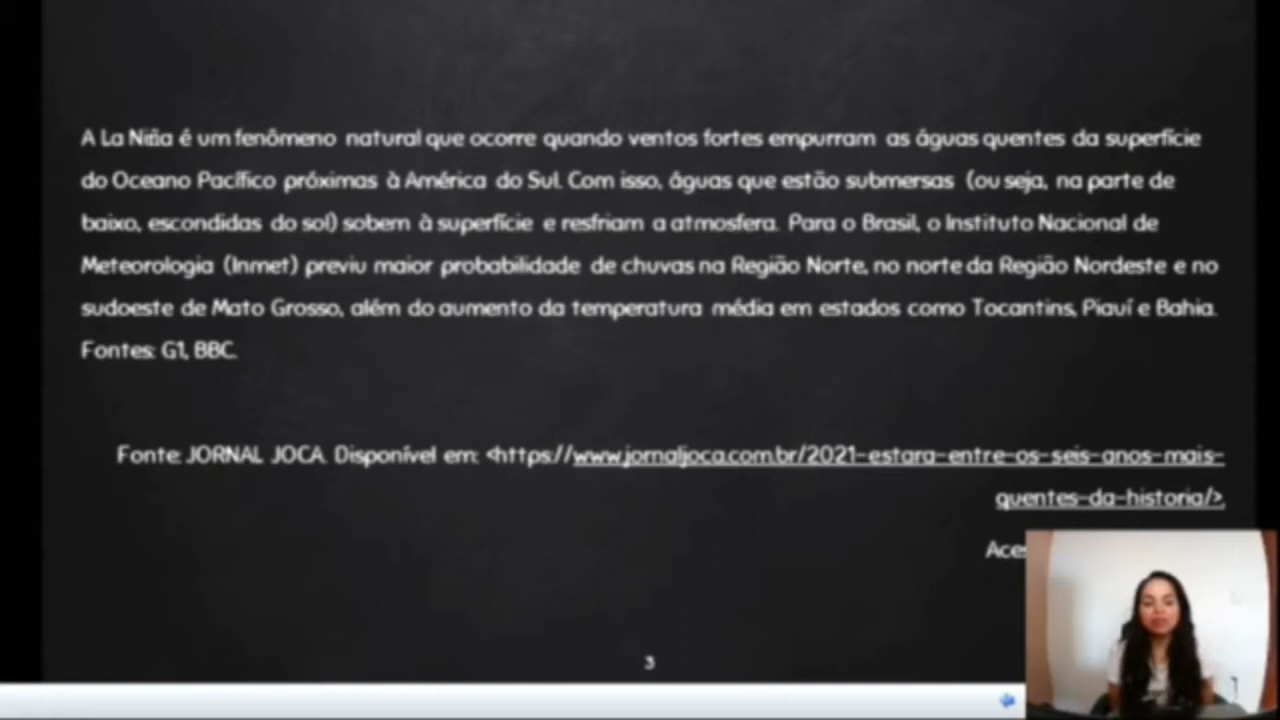 A La Niña é um fenômeno natural que ocorre quando ventos fortes empurram as águas quentes da superfície
do Oceano Pacífico próximas à América do Sul. Com isso, águas que estão submersas (ou seja, na parte de
baixo, escondidas do sol) sobem à superfície e resfriam a atmosfera. Para o Brasil, o Instituto Nacional de
Meteorologia (Inmet) previu maior probabilidade de chuvas na Região Norte, no norte da Região Nordeste e no
sudoeste de Mato Grosso, além do aumento da temperatura média em estados como Tocantins, Piauí e Bahia.
Fontes: G1, BBC.
Fonte: JORNAL JOCA. Disponível em: <https://www.jornaljoca.com.br/2021-estara-entre-os-seis-anos-mais-
quentes-da-historia/>.
3